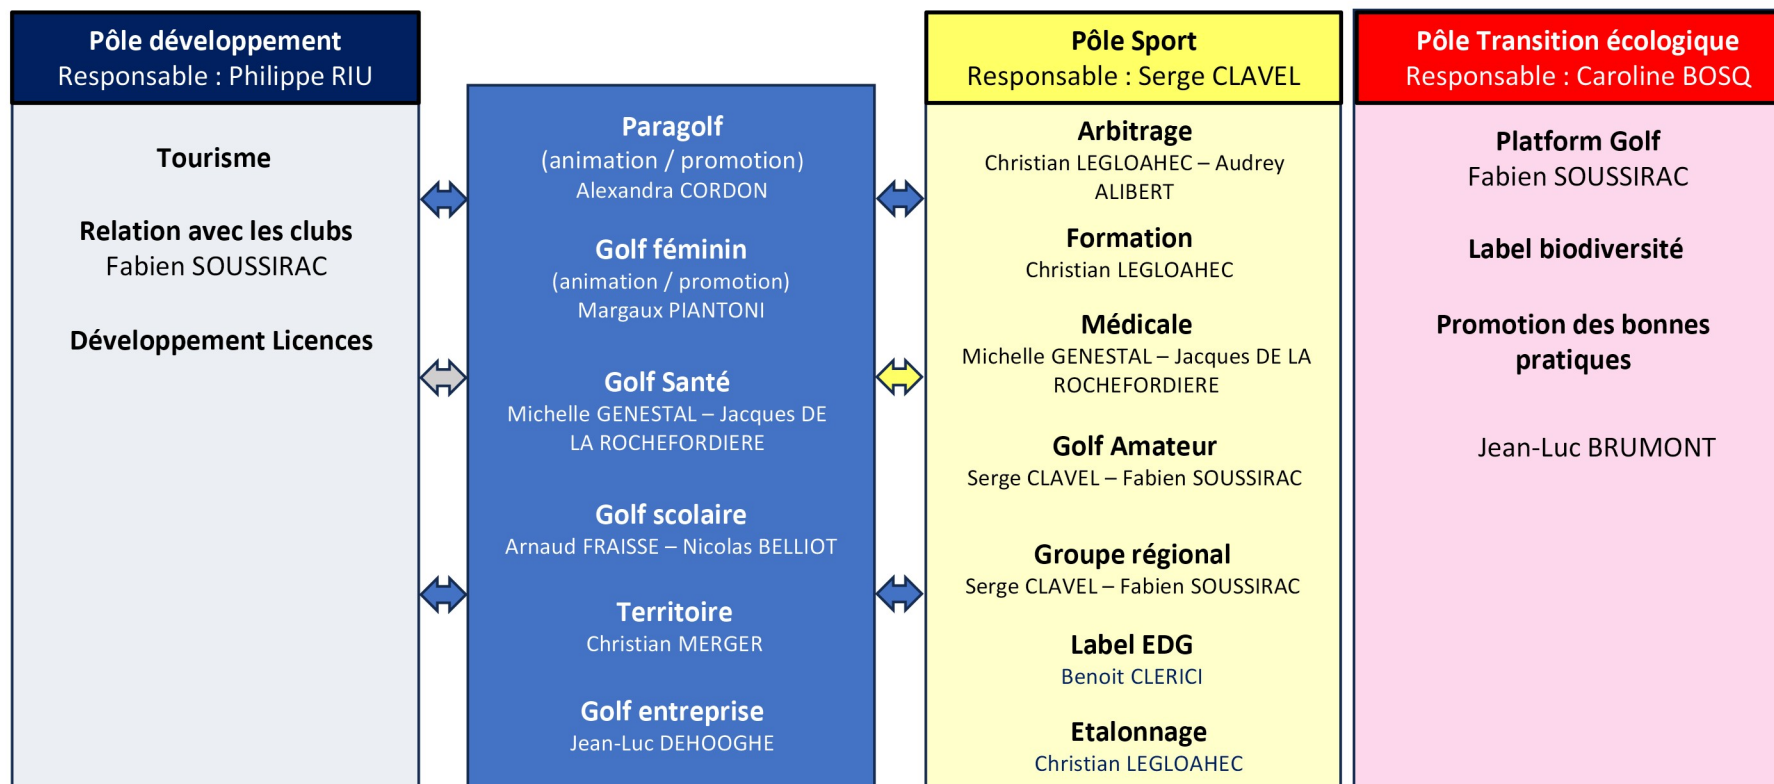 Pôle développement
Responsable : Philippe RIU
Tourisme
Relation avec les clubs
Fabien SOUSSIRAC
Développement Licences
Paragolf
(animation / promotion)
Alexandra CORDON
Golf féminin
(animation / promotion)
Margaux PIANTONI
Golf Santé
Michelle GENESTAL – Jacques DE
LA ROCHEFORDIERE
Golf scolaire
Arnaud FRAISSE – Nicolas BELLIOT
Territoire
Christian MERGER
Golf entreprise
Jean-Luc DEHOOGHE
Pôle Sport
Responsable : Serge CLAVEL
Arbitrage
Christian LEGLOAHEC – Audrey
ALIBERT
Formation
Christian LEGLOAHEC
Médicale
Michelle GENESTAL – Jacques DE LA
ROCHEFORDIERE
Golf Amateur
Serge CLAVEL – Fabien SOUSSIRAC
Groupe régional
Serge CLAVEL – Fabien SOUSSIRAC
Label EDG
Benoit CLERICI
Etalonnage
Christian LEGLOAHEC
Pôle Transition écologique
Responsable : Caroline BOSQ
Platform Golf
Fabien SOUSSIRAC
Label biodiversité
Promotion des bonnes
pratiques
Jean-Luc BRUMONT